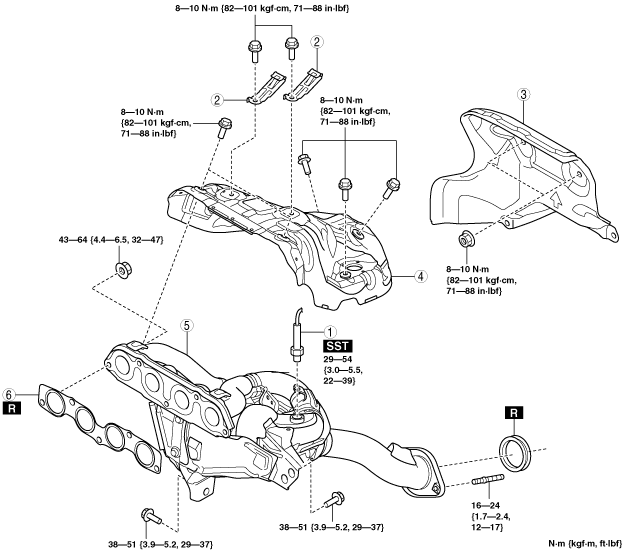 8—10 N·m {82—101 kgf·cm, 71—88 in·lbf}
2
2
3
8—10 N·m
{82—101 kgf·cm,
71—88 in·lbf}
8—10 N·m
{82—101 kgf·cm,
71—88 in·lbf}
43—64 {4.4—6.5, 32—47}
8—10 N·m
{82—101 kgf·cm,
71—88 in·lbf}
4
5
1
SST
29—54
{3.0—5.5,
22—39}
6
R
R
16—24
{1.7—2.4,
12—17}
38—51 {3.9—5.2, 29—37}
38—51 {3.9—5.2, 29—37}
N·m {kgf·m, ft·lbf}